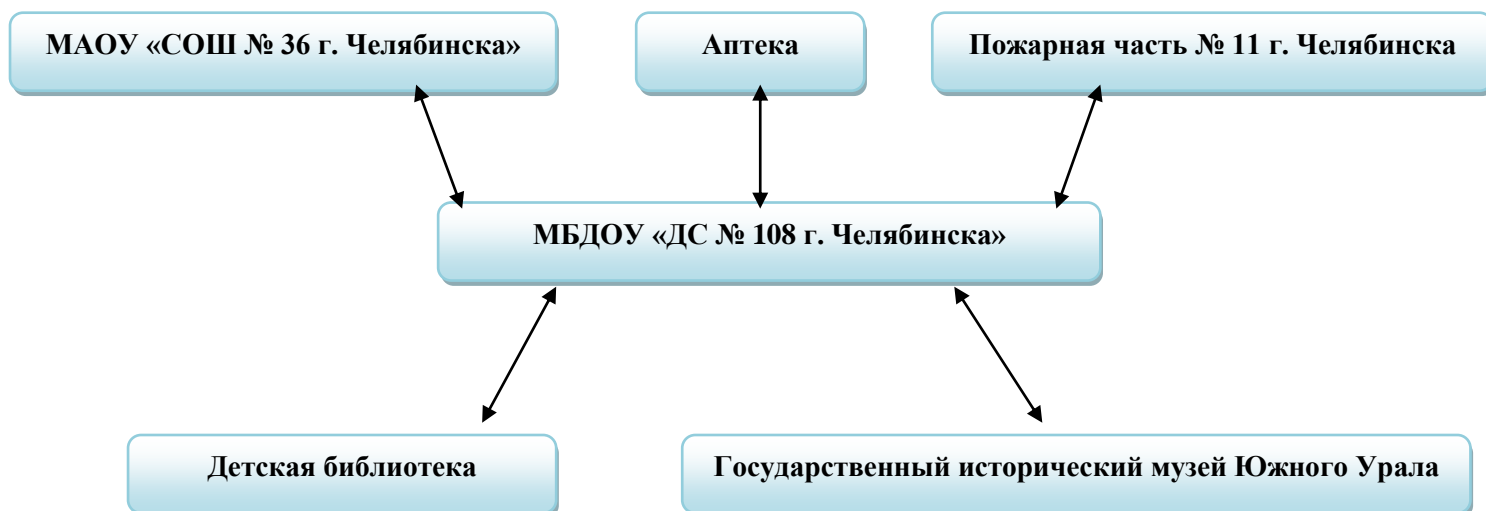 МАОУ «СОШ № 36 г. Челябинска»
Аптека
Пожарная часть № 11 г. Челябинска
МБДОУ «ДС № 108 г. Челябинска»
Детская библиотека
Государственный исторический музей Южного Урала